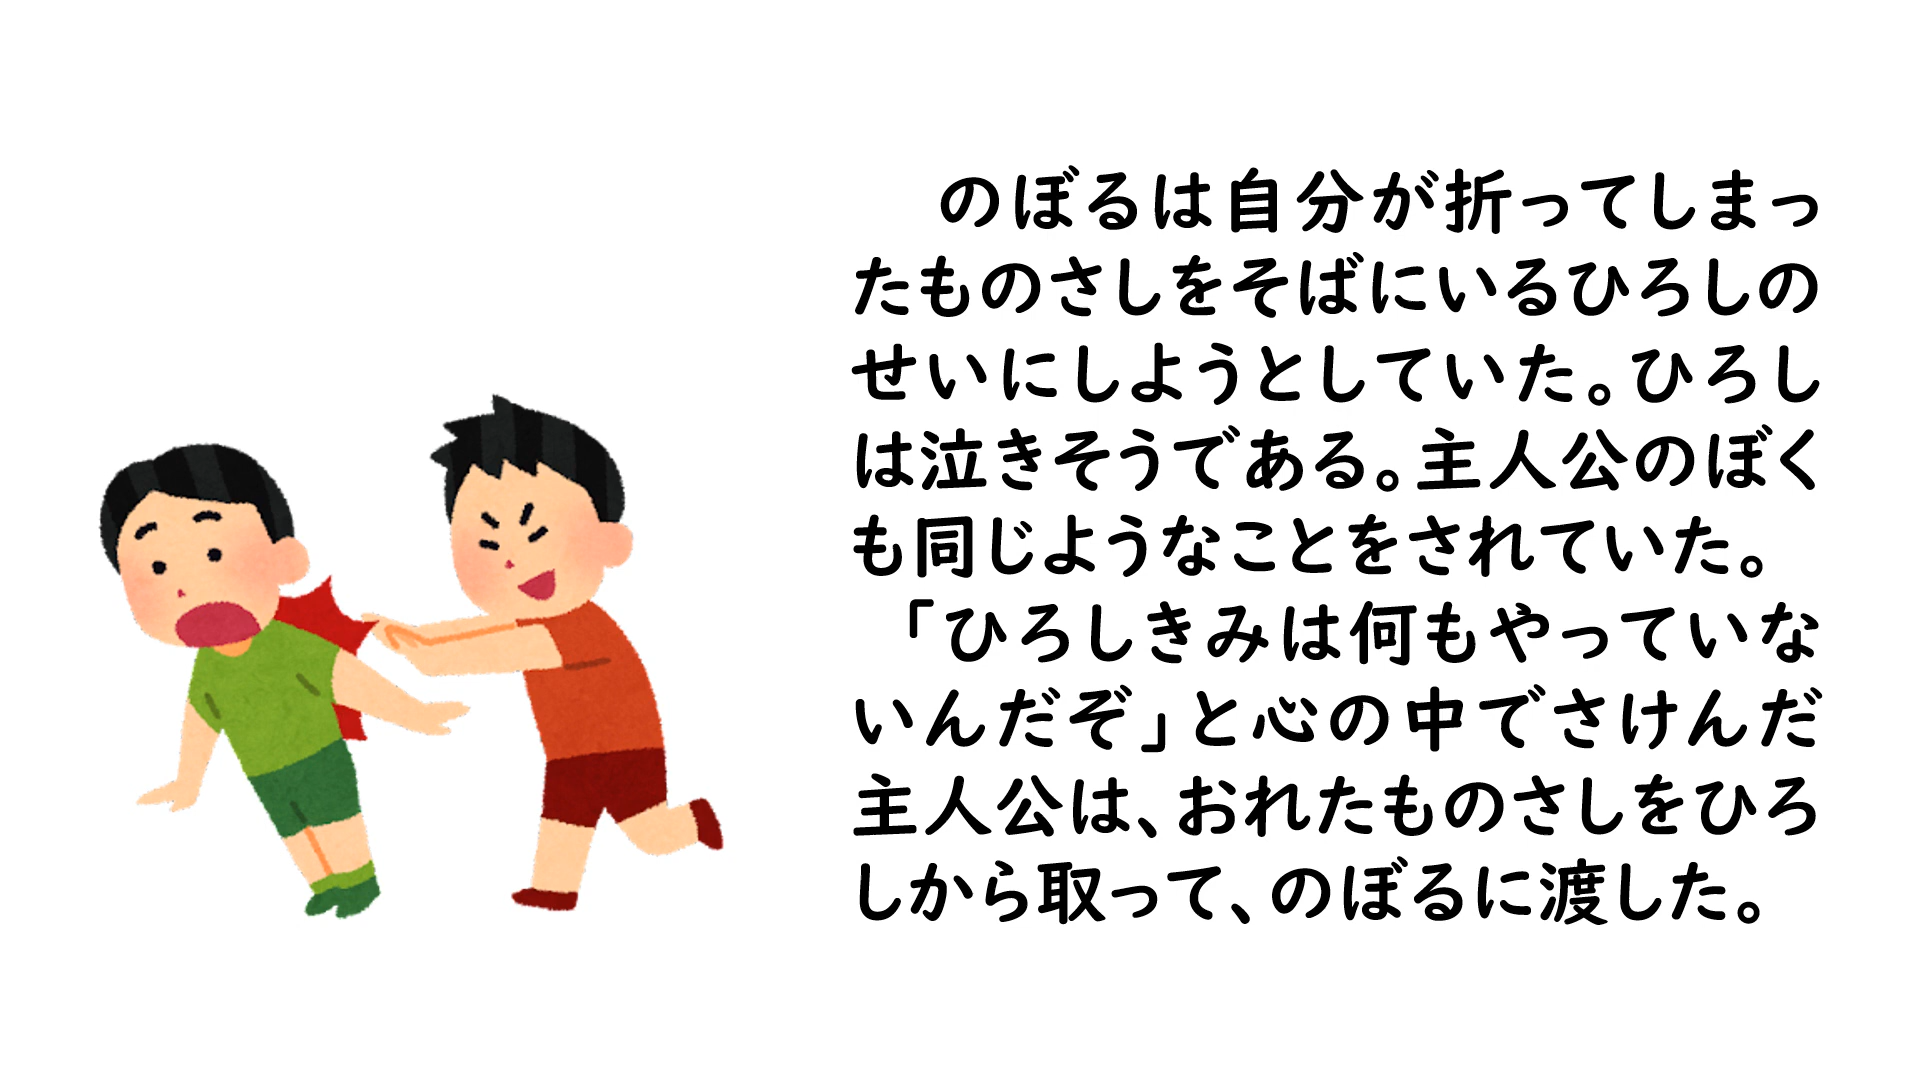 のぼるは自分が折ってしまっ
たものさしをそばにいるひろしの
せいにしようとしていた。ひろし
は泣きそうである。主人公のぼく
も同じようなことをされていた。
「ひろしきみは何もやっていな
いんだぞ」と心の中でさけんだ
主人公は、おれたものさしをひろ
しから取って、のぼるに渡した。